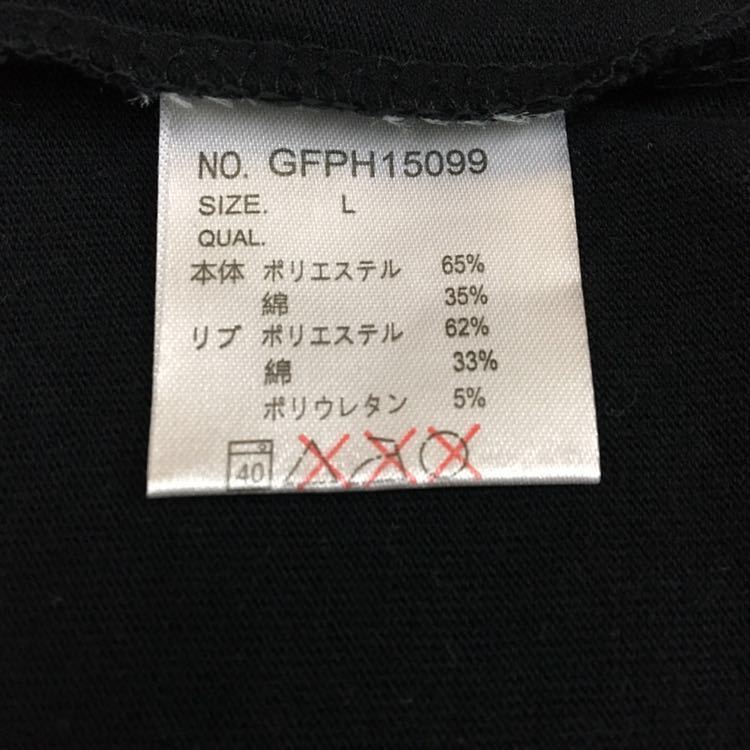 NO. GFPH15099
SIZE. L
QUAL.
本体 ポリエステル 65%
綿 35%
リブ ポリエステル 62%
綿 33%
ポリウレタン 5%
40